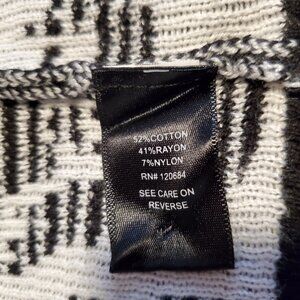 52%COTTON
41%RAYON
7%NYLON
RN# 120684
SEE CARE ON
REVERSE